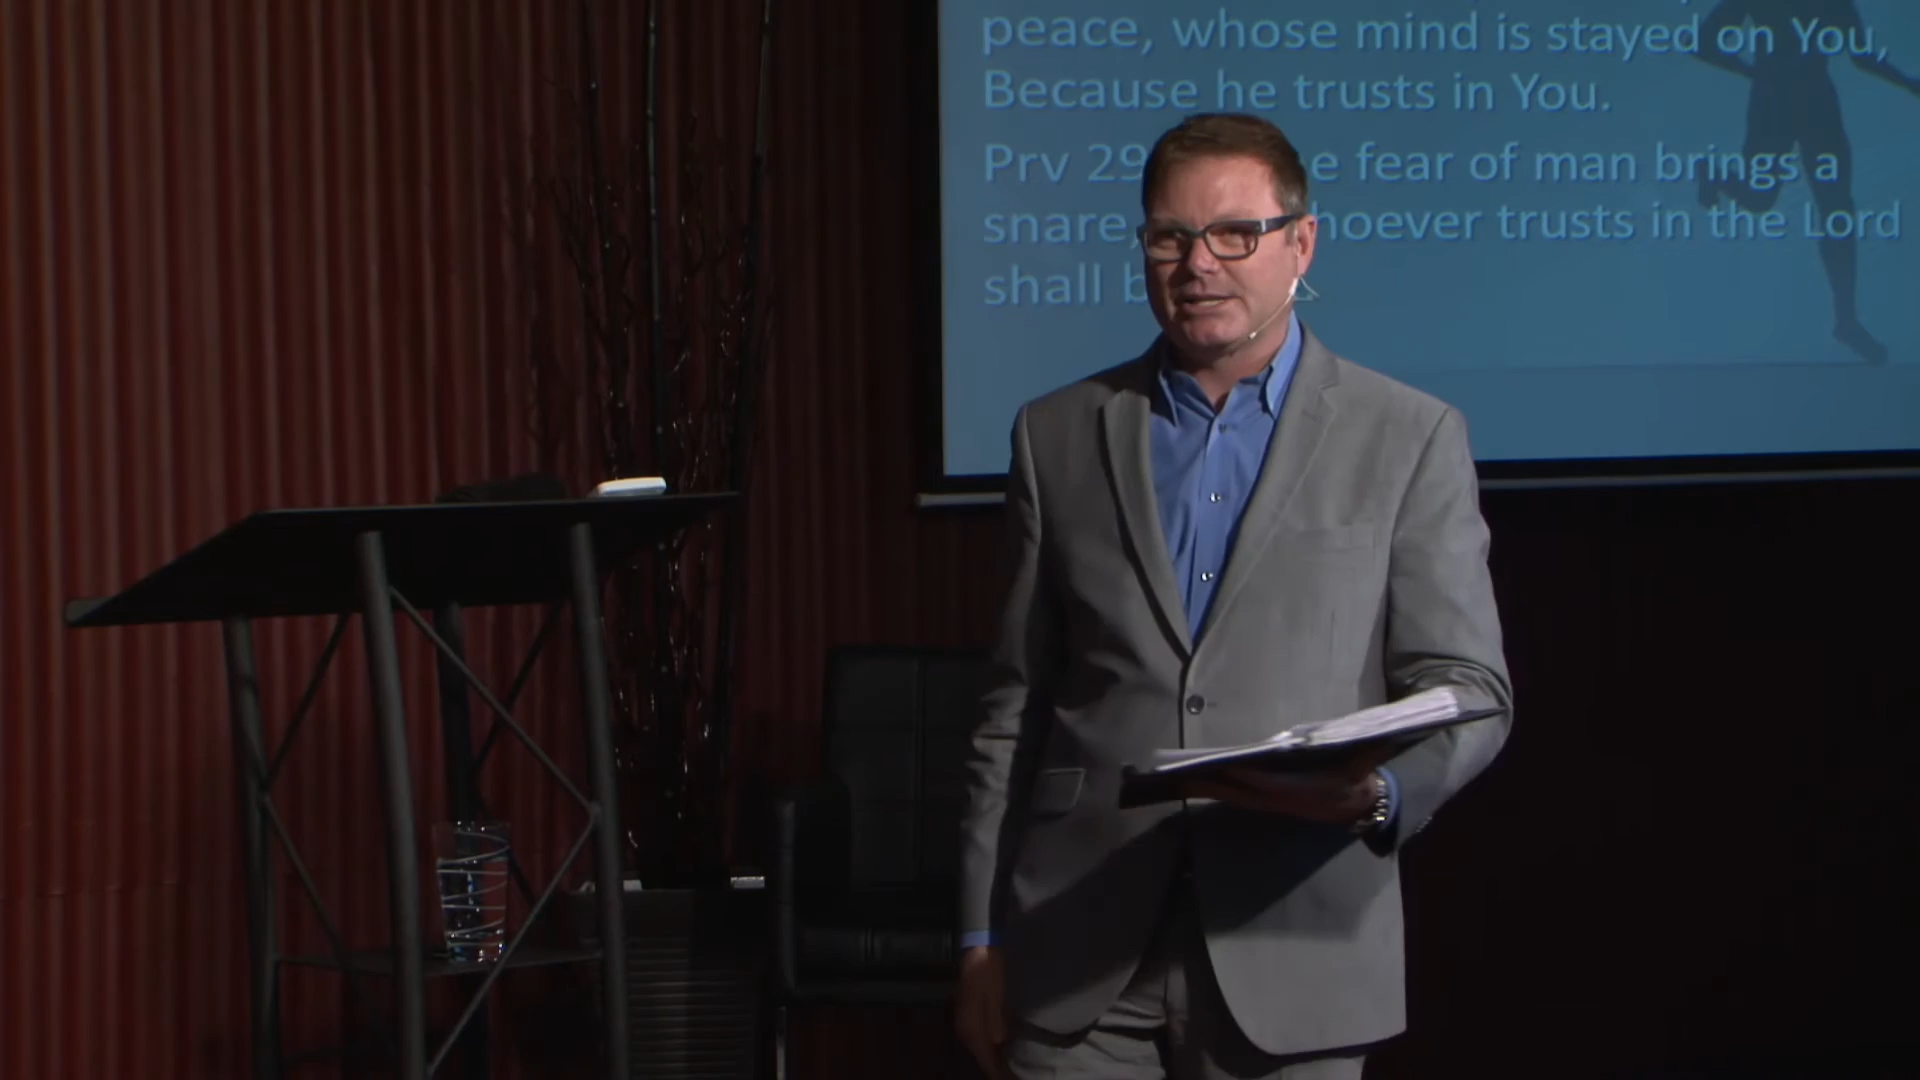 peace, whose mind is stayed on You,
Because he trusts in You.
Prv 29 fear of man brings a
snare, hoever trusts in the Lord
shall b